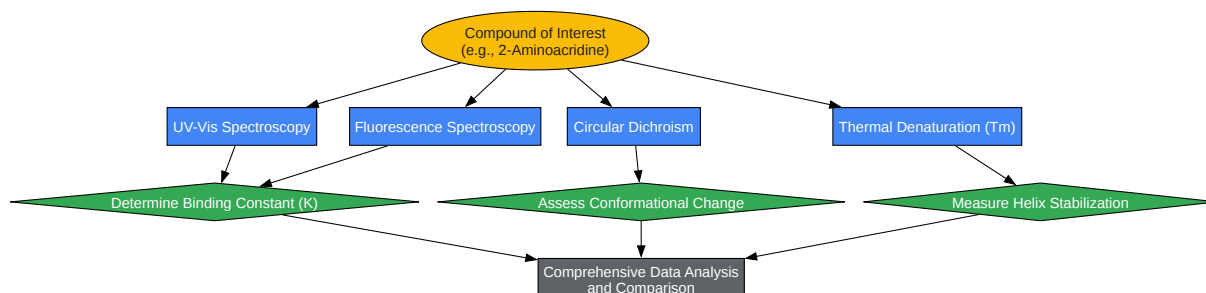 Compound of Interest
(e.g., 2-Aminoacridine)
UV-Vis Spectroscopy
Fluorescence Spectroscopy
Circular Dichroism
Thermal Denaturation (Tm)
Determine Binding Constant (K)
Assess Conformational Change
Measure Helix Stabilization
Comprehensive Data Analysis
and Comparison